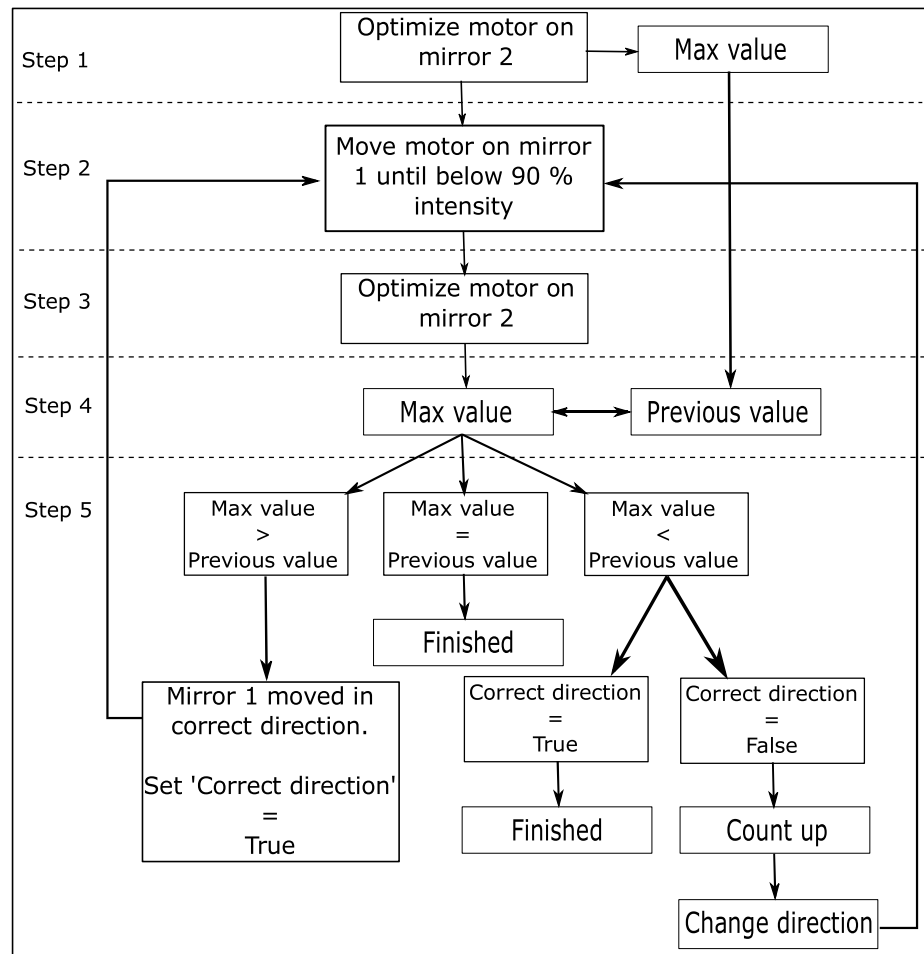 Step 1
Optimize motor on
mirror 2
Max value
Step 2
Move motor on mirror
1 until below 90 %
intensity
Step 3
Optimize motor on
mirror 2
Step 4
Max value
Previous value
Step 5
Max value
>
Previous value
Max value
=
Previous value
Max value
<
Previous value
Finished
Mirror 1 moved in
correct direction.
Set 'Correct direction'
=
True
Correct direction
=
True
Correct direction
=
False
Finished
Count up
Change direction